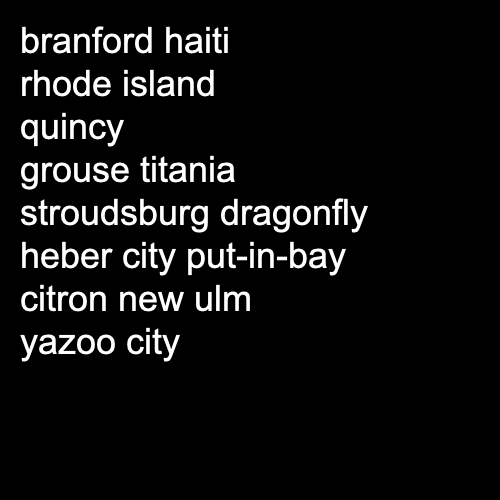 branford haiti
rhode island
quincy
grouse titania
stroudsburg dragonfly
heber city put-in-bay
citron new ulm
yazoo city